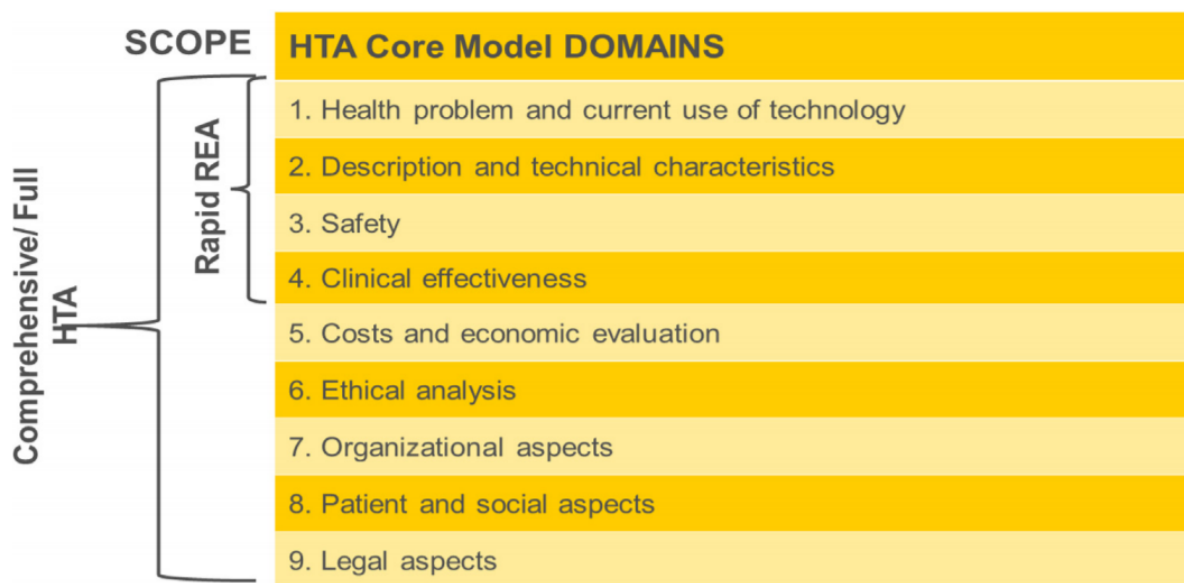 SCOPE
HTA Core Model DOMAINS
Comprehensive/ Full
HTA
Rapid REA
1. Health problem and current use of technology
2. Description and technical characteristics
3. Safety
4. Clinical effectiveness
5. Costs and economic evaluation
6. Ethical analysis
7. Organizational aspects
8. Patient and social aspects
9. Legal aspects